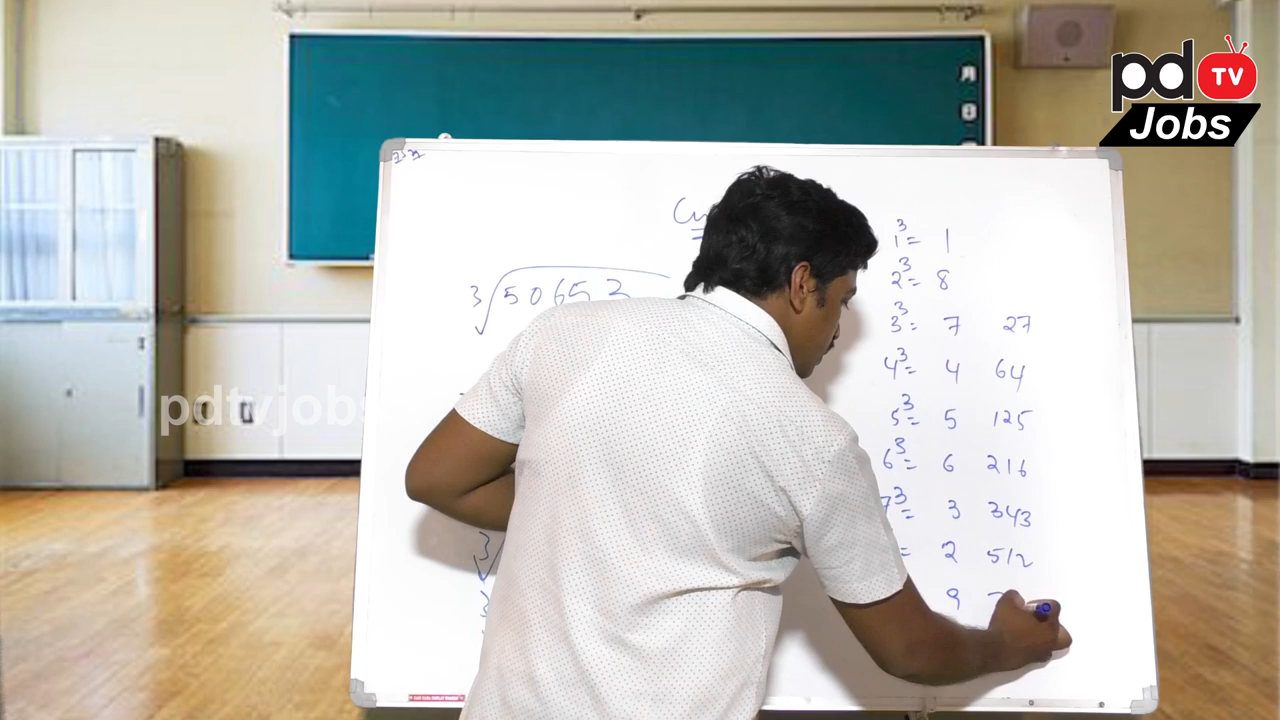 pd TV
Jobs
3√50653
1³ = 1
2³ = 8
3³ = 7 27
4³ = 4 64
5³ = 5 125
6³ = 6 216
7³ = 3 343
= 2 512
9
3
pdtvjobs